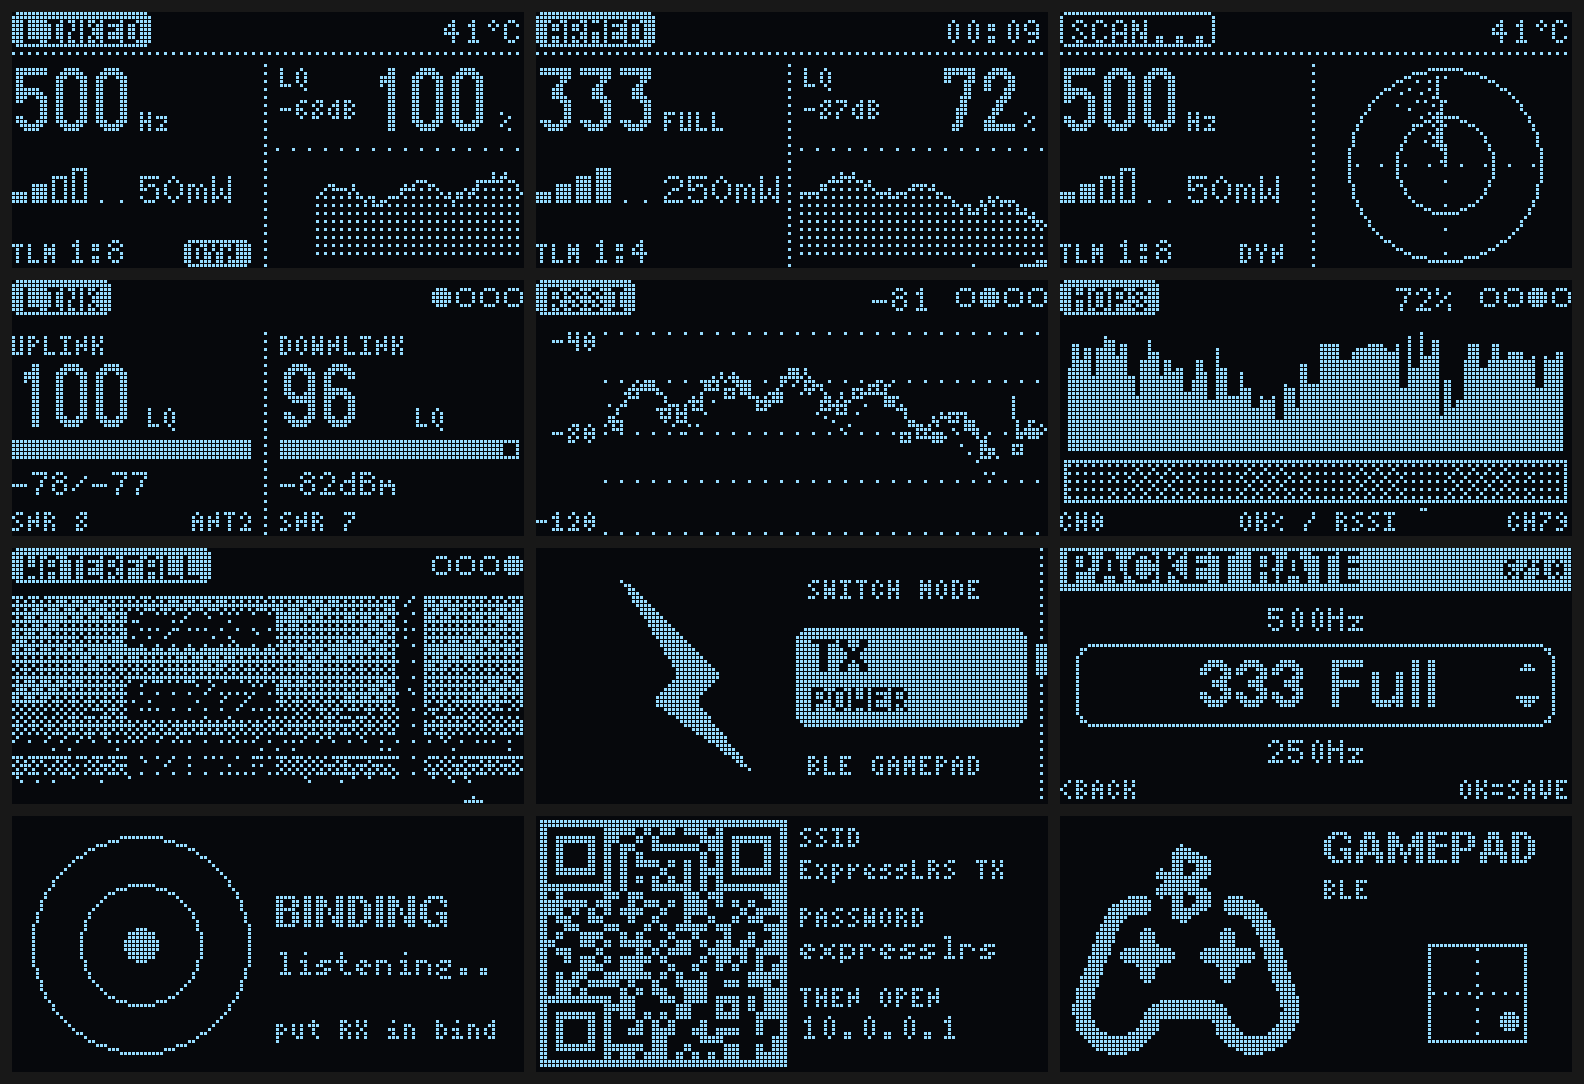 LINKED 41°C
500 Hz
LQ
-68dB 100%
50mW
TLM 1:8 DYN
ARMED 00:09
333 FULL
LQ
-87dB 72%
250mW
TLM 1:4
SCAN... 41°C
500 Hz
50mW
TLM 1:8 DYN
LINK
UPLINK
100 LQ
-78/-77
SNR 8 ANT2
DOWNLINK
96 LQ
-82dBm
SNR 7
RSSI -81
-40
-80
-120
HOPS 72%
CH0 OK% / RSSI CH79
WATERFALL
SWITCH MODE
TX
POWER
BLE GAMEPAD
PACKET RATE 6/10
500Hz
333 Full
250Hz
<BACK OK=SAVE
BINDING
listening..
put RX in bind
SSID
ExpressLRS TX
PASSWORD
expresslrs
THEN OPEN
10.0.0.1
GAMEPAD
BLE